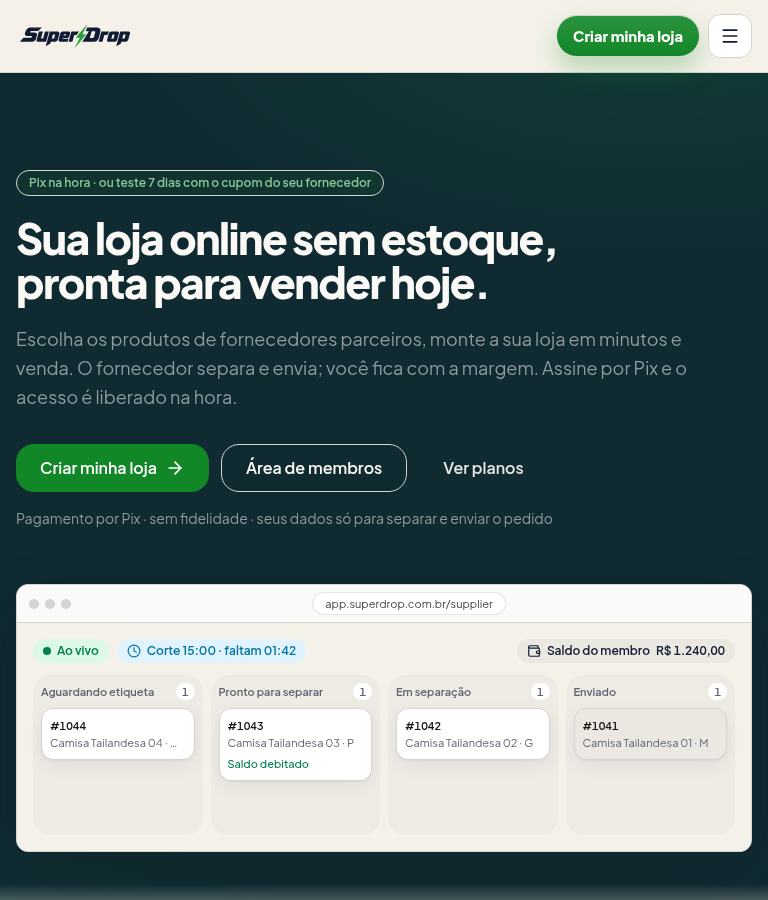 SuperDrop
Criar minha loja
Pix na hora · ou teste 7 dias com o cupom do seu fornecedor
Sua loja online sem estoque,
pronta para vender hoje.
Escolha os produtos de fornecedores parceiros, monte a sua loja em minutos e
venda. O fornecedor separa e envia; você fica com a margem. Assine por Pix e o
acesso é liberado na hora.
Criar minha loja
Área de membros
Ver planos
Pagamento por Pix · sem fidelidade · seus dados só para separar e enviar o pedido
app.superdrop.com.br/supplier
Ao vivo
Corte 15:00 · faltam 01:42
Saldo do membro R$ 1.240,00
Aguardando etiqueta 1
#1044
Camisa Tailandesa 04 · ...
Pronto para separar 1
#1043
Camisa Tailandesa 03 · P
Saldo debitado
Em separação 1
#1042
Camisa Tailandesa 02 · G
Enviado 1
#1041
Camisa Tailandesa 01 · M